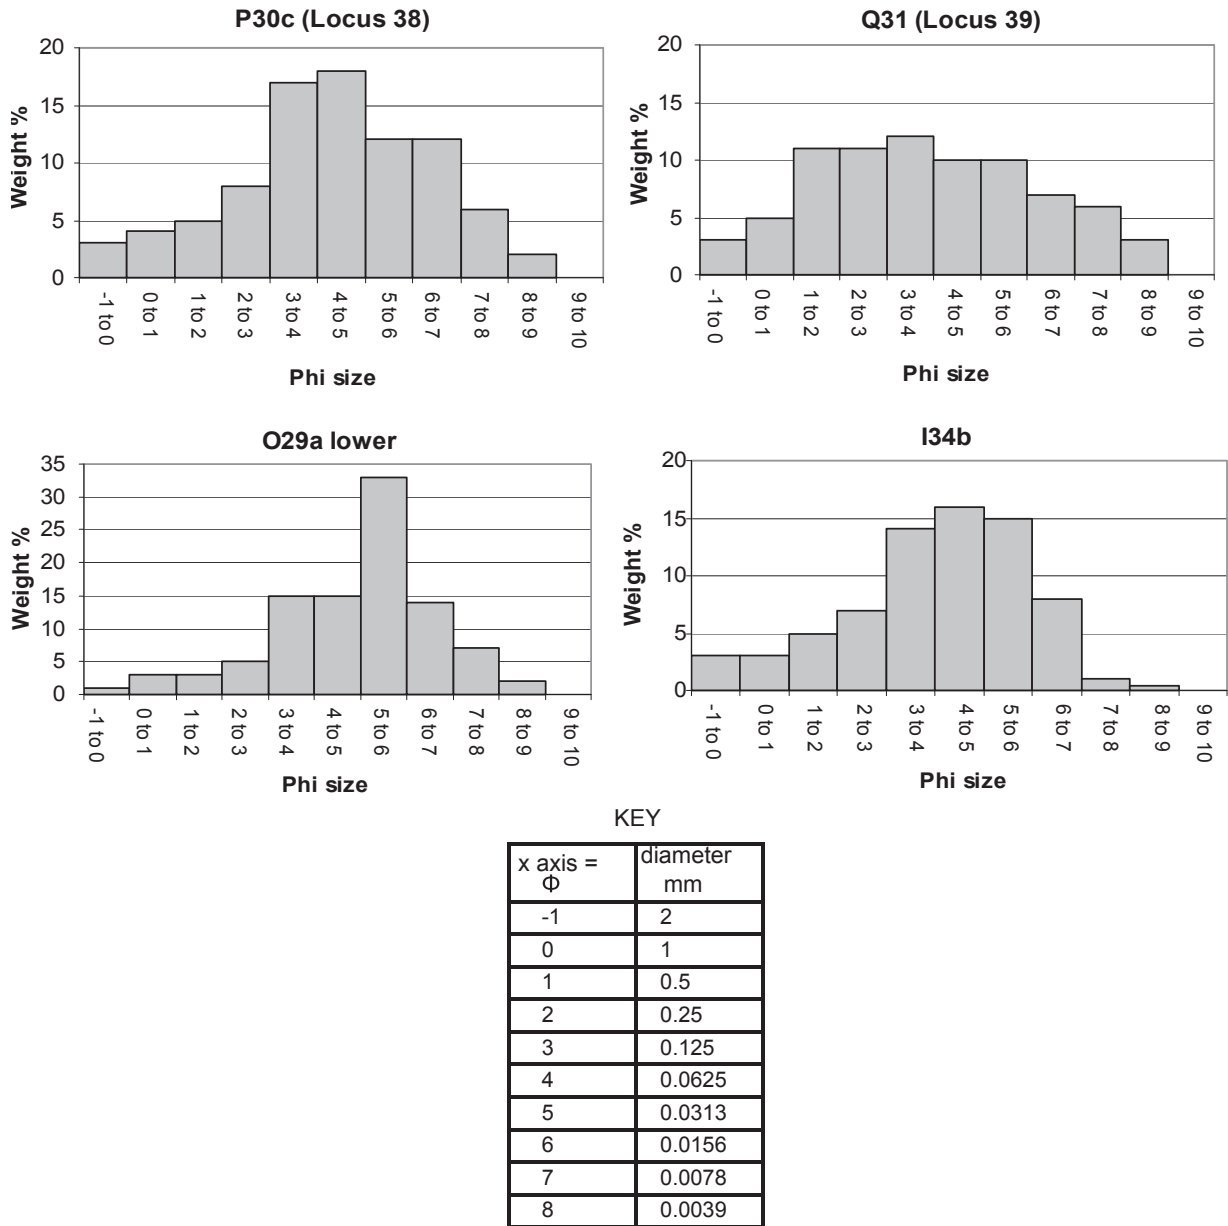 P30c (Locus 38)
Weight %
20
15
10
5
0
-1 to 0
0 to 1
1 to 2
2 to 3
3 to 4
4 to 5
5 to 6
6 to 7
7 to 8
8 to 9
9 to 10
Phi size
Q31 (Locus 39)
Weight %
20
15
10
5
0
-1 to 0
0 to 1
1 to 2
2 to 3
3 to 4
4 to 5
5 to 6
6 to 7
7 to 8
8 to 9
9 to 10
Phi size
O29a lower
Weight %
35
30
25
20
15
10
5
0
-1 to 0
0 to 1
1 to 2
2 to 3
3 to 4
4 to 5
5 to 6
6 to 7
7 to 8
8 to 9
9 to 10
Phi size
I34b
Weight %
20
15
10
5
0
-1 to 0
0 to 1
1 to 2
2 to 3
3 to 4
4 to 5
5 to 6
6 to 7
7 to 8
8 to 9
9 to 10
Phi size
KEY
x axis = Φ diameter mm
-1 2
0 1
1 0.5
2 0.25
3 0.125
4 0.0625
5 0.0313
6 0.0156
7 0.0078
8 0.0039